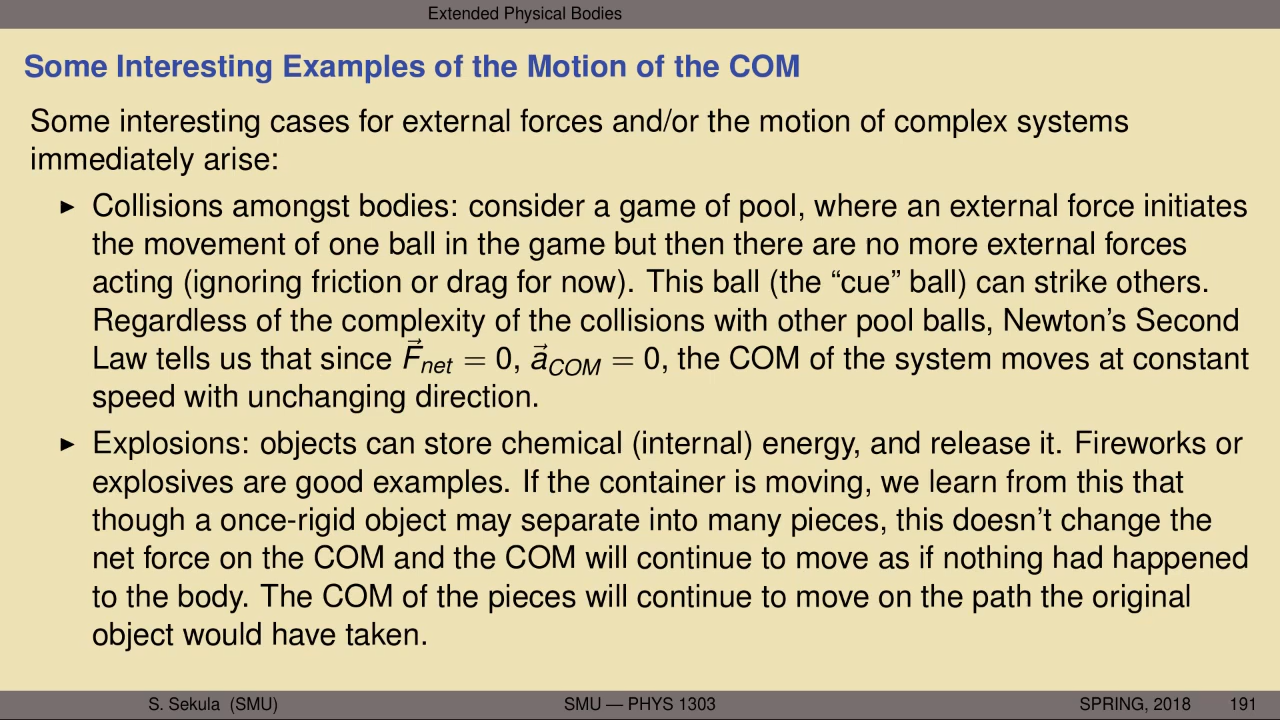 Extended Physical Bodies
Some Interesting Examples of the Motion of the COM
Some interesting cases for external forces and/or the motion of complex systems
immediately arise:
▶ Collisions amongst bodies: consider a game of pool, where an external force initiates
the movement of one ball in the game but then there are no more external forces
acting (ignoring friction or drag for now). This ball (the “cue” ball) can strike others.
Regardless of the complexity of the collisions with other pool balls, Newton’s Second
Law tells us that since F⃗net = 0, a⃗COM = 0, the COM of the system moves at constant
speed with unchanging direction.
▶ Explosions: objects can store chemical (internal) energy, and release it. Fireworks or
explosives are good examples. If the container is moving, we learn from this that
though a once-rigid object may separate into many pieces, this doesn’t change the
net force on the COM and the COM will continue to move as if nothing had happened
to the body. The COM of the pieces will continue to move on the path the original
object would have taken.
S. Sekula (SMU) SMU — PHYS 1303 SPRING, 2018 191